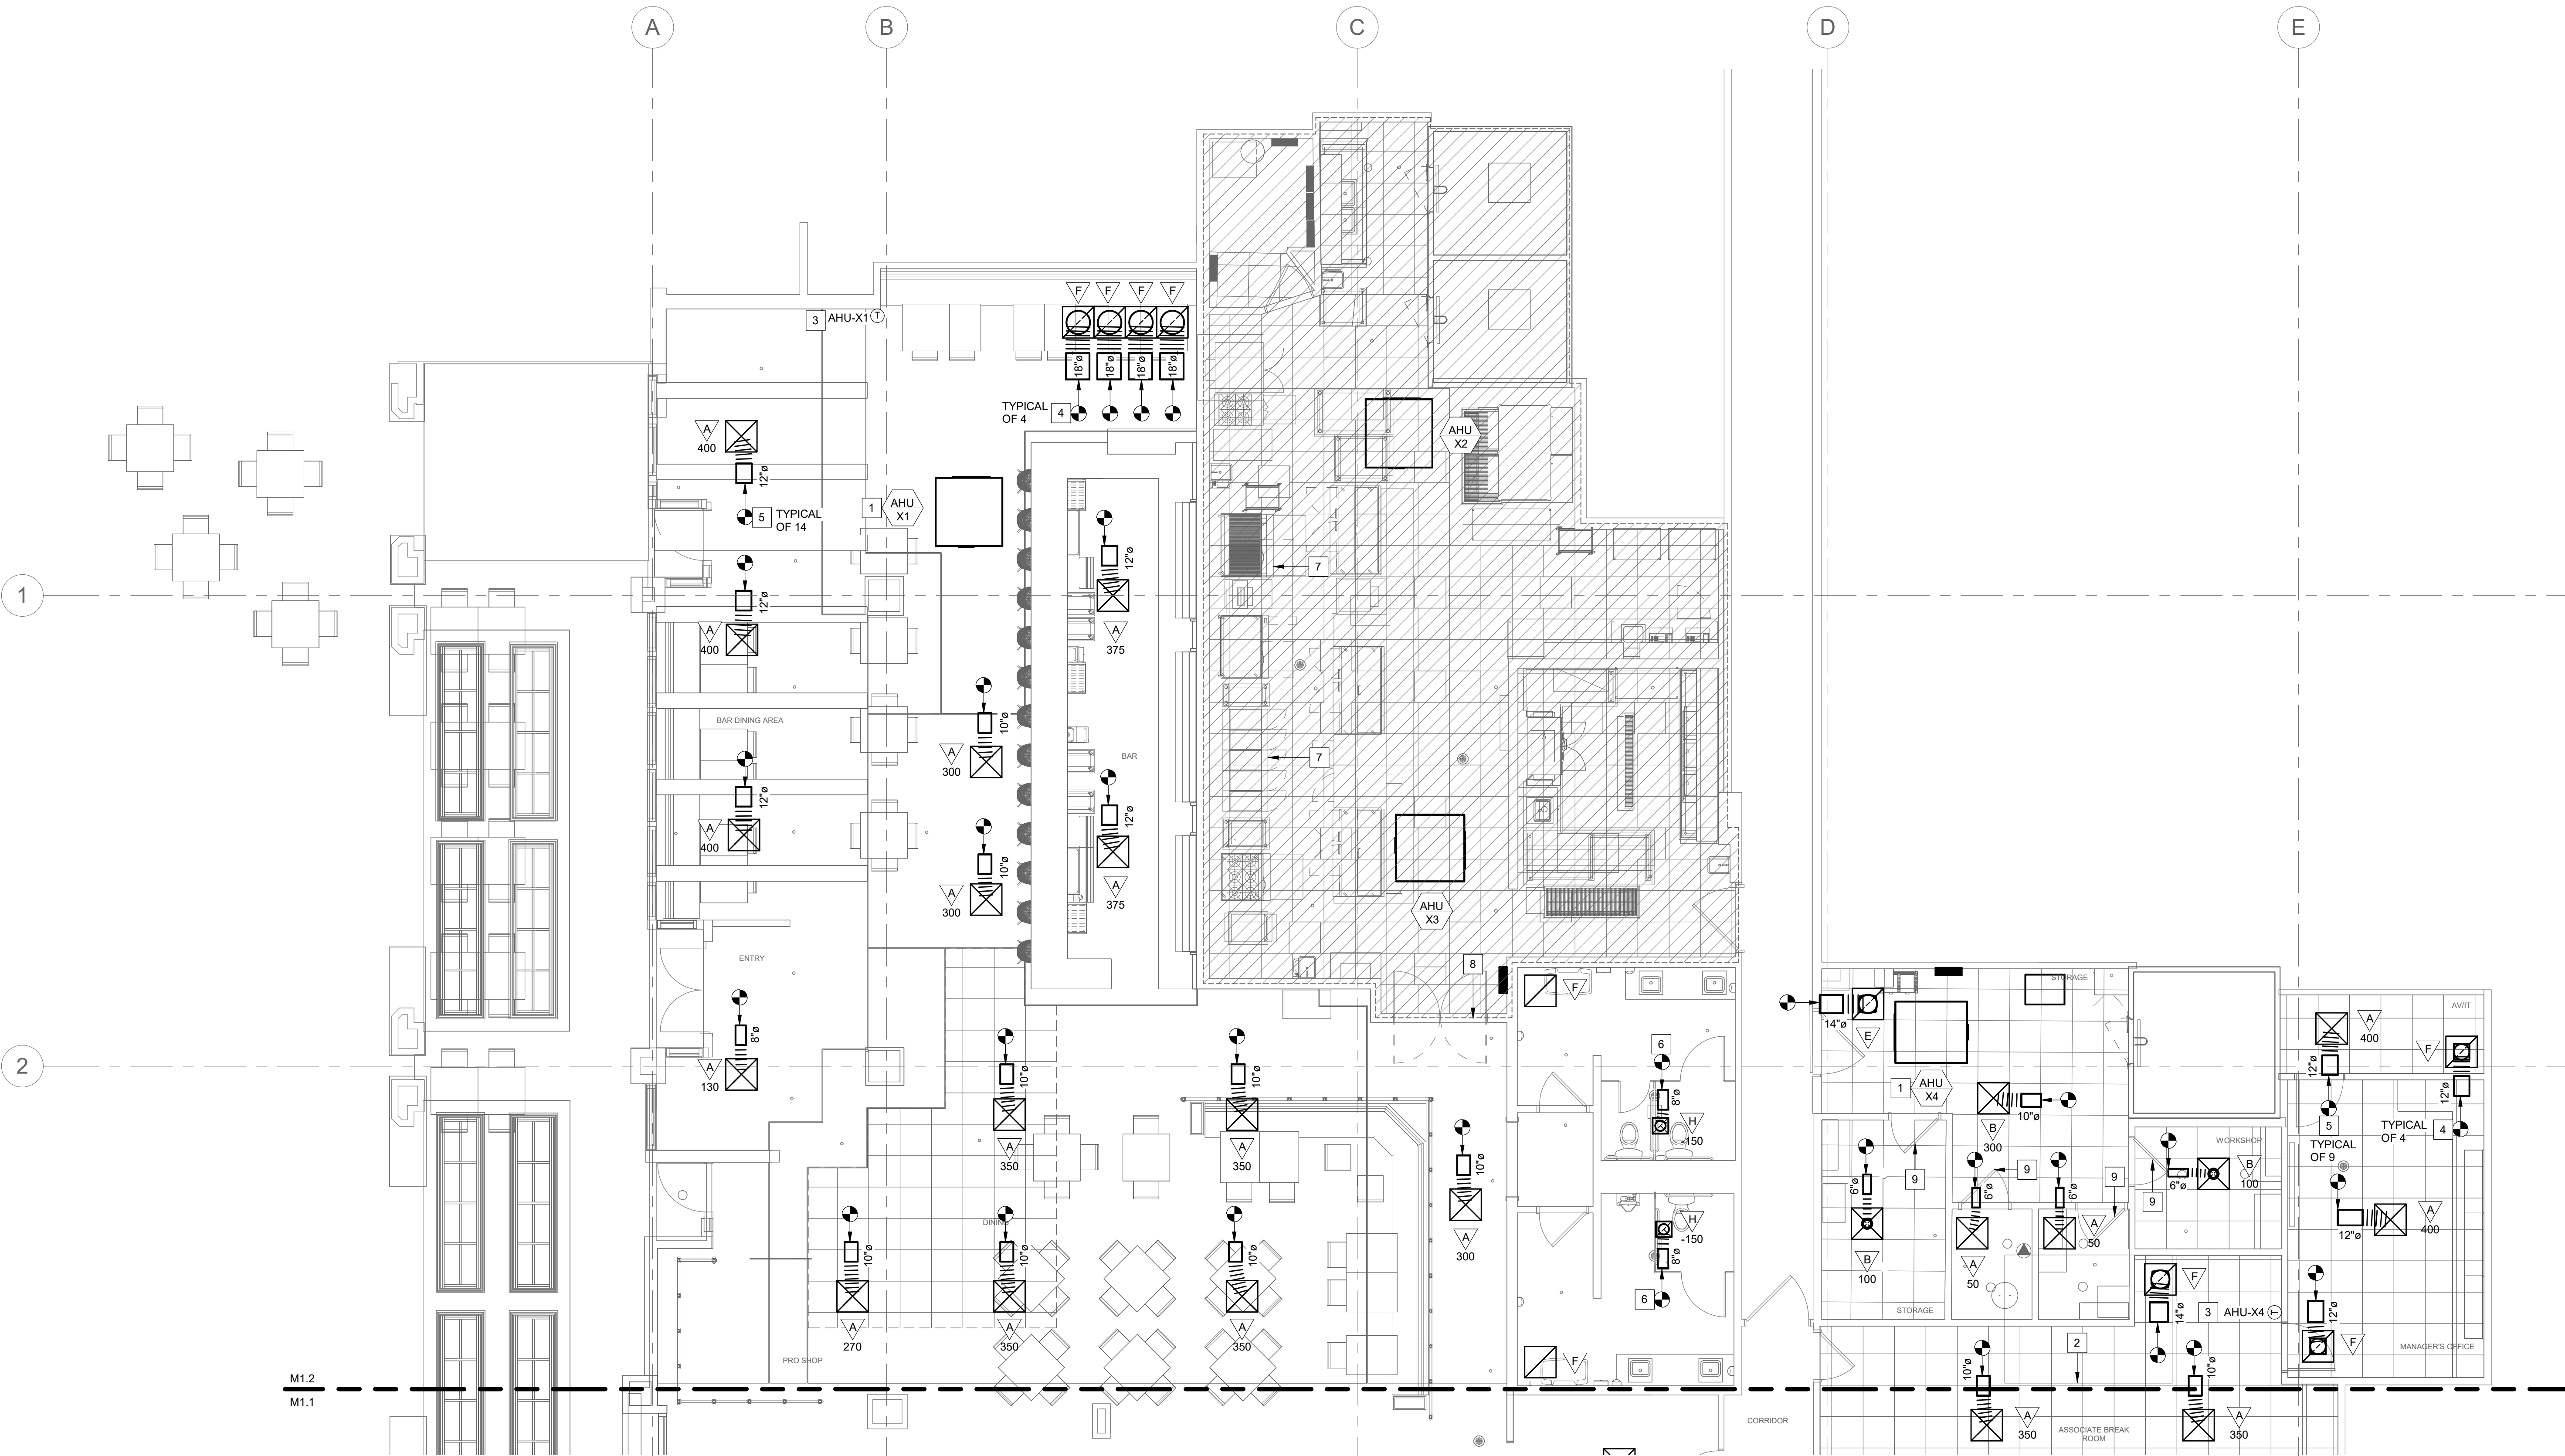 A
B
C
D
E
F
F
F
F
3 AHU-X1 T
18"ø
18"ø
18"ø
18"ø
TYPICAL
OF 4
4
A
400
12"ø
AHU
X2
5 TYPICAL
OF 14
1
AHU
X1
12"ø
7
1
12"ø
A
400
A
375
10"ø
BAR DINING AREA
A
300
BAR
7
12"ø
12"ø
A
400
10"ø
A
300
A
375
AHU
X3
ENTRY
8
STORAGE
F
AV/IT
14"ø
E
A
400
8"ø
6
F
2
A
130
10"ø
10"ø
12"ø
12"ø
1
AHU
X4
8"ø
10"ø
H
-150
B
300
5
TYPICAL
OF 4
4
A
350
A
350
WORKSHOP
TYPICAL
OF 9
10"ø
9
9
9
B
100
6"ø
9
6"ø
6"ø
6"ø
A
300
DINING
H
-150
A
50
A
400
12"ø
10"ø
10"ø
10"ø
8"ø
B
100
A
50
F
6
STORAGE
14"ø
3 AHU-X4 T
12"ø
A
270
A
350
A
350
2
F
PRO SHOP
F
MANAGER'S OFFICE
10"ø
10"ø
M1.2
M1.1
CORRIDOR
A
350
ASSOCIATE BREAK
ROOM
A
350